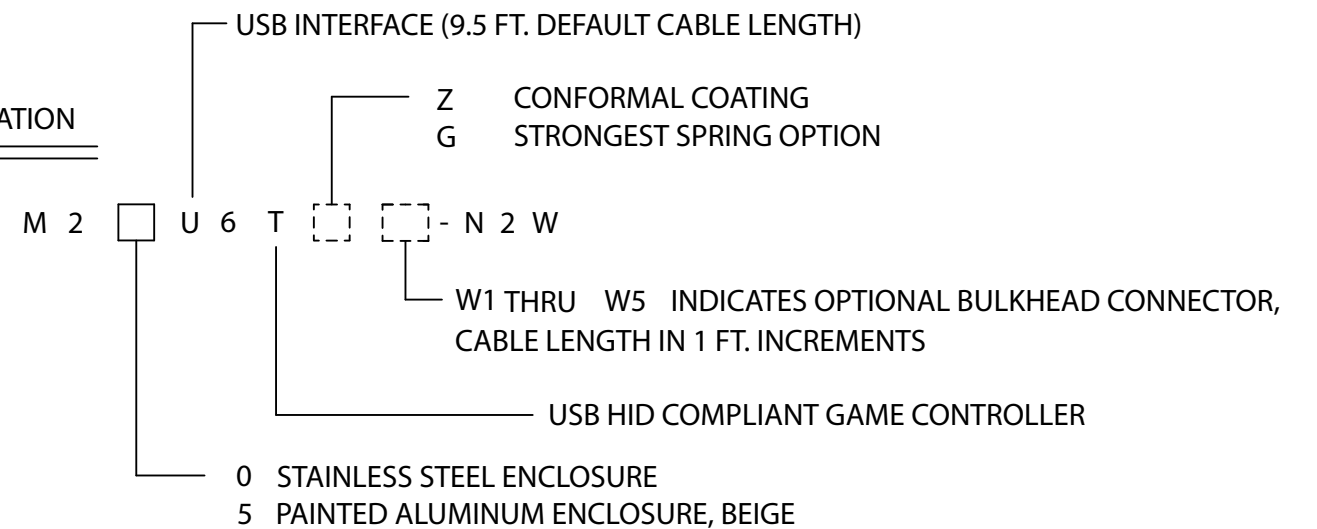 USB INTERFACE (9.5 FT. DEFAULT CABLE LENGTH)
Z CONFORMAL COATING
ATION
G STRONGEST SPRING OPTION
M 2 U 6 T - N 2 W
W1 THRU W5 INDICATES OPTIONAL BULKHEAD CONNECTOR,
CABLE LENGTH IN 1 FT. INCREMENTS
USB HID COMPLIANT GAME CONTROLLER
0 STAINLESS STEEL ENCLOSURE
5 PAINTED ALUMINUM ENCLOSURE, BEIGE